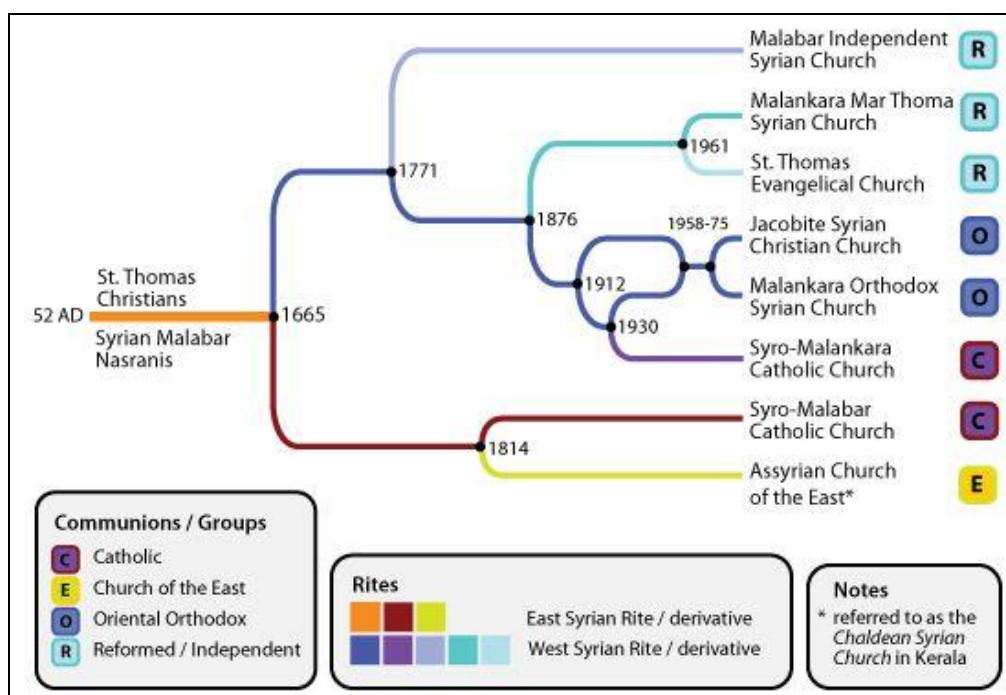 Malabar Independent
Syrian Church
R
Malankara Mar Thoma
Syrian Church
R
1961
St. Thomas
Evangelical Church
R
1771
1876
1958-75
Jacobite Syrian
Christian Church
O
1912
Malankara Orthodox
Syrian Church
O
St. Thomas
Christians
52 AD
Syrian Malabar
Nasranis
1665
1930
Syro-Malankara
Catholic Church
C
Syro-Malabar
Catholic Church
C
1814
Assyrian Church
of the East*
E
Communions / Groups
C Catholic
E Church of the East
O Oriental Orthodox
R Reformed / Independent
Rites
East Syrian Rite / derivative
West Syrian Rite / derivative
Notes
* referred to as the
Chaldean Syrian
Church in Kerala